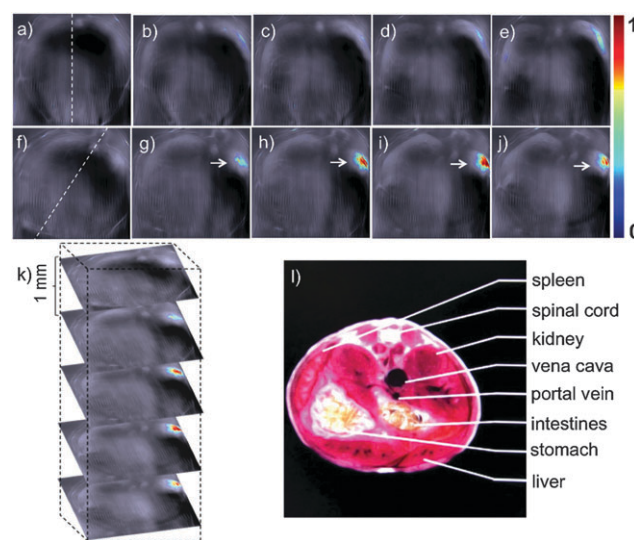 a)
b)
c)
d)
e)
1
f)
g)
h)
i)
j)
0
k)
1 mm
l)
spleen
spinal cord
kidney
vena cava
portal vein
intestines
stomach
liver